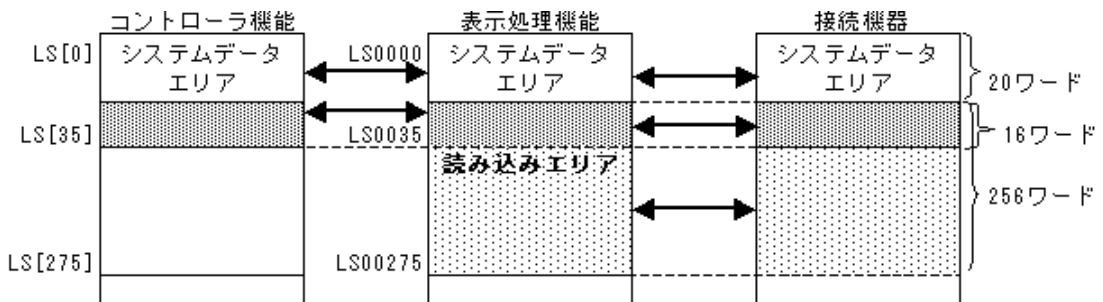 コントローラ機能
表示処理機能
接続機器
LS[0]
システムデータ
エリア
LS0000
システムデータ
エリア
システムデータ
エリア
20ワード
LS[35]
LS0035
16ワード
読み込みエリア
256ワード
LS[275]
LS00275